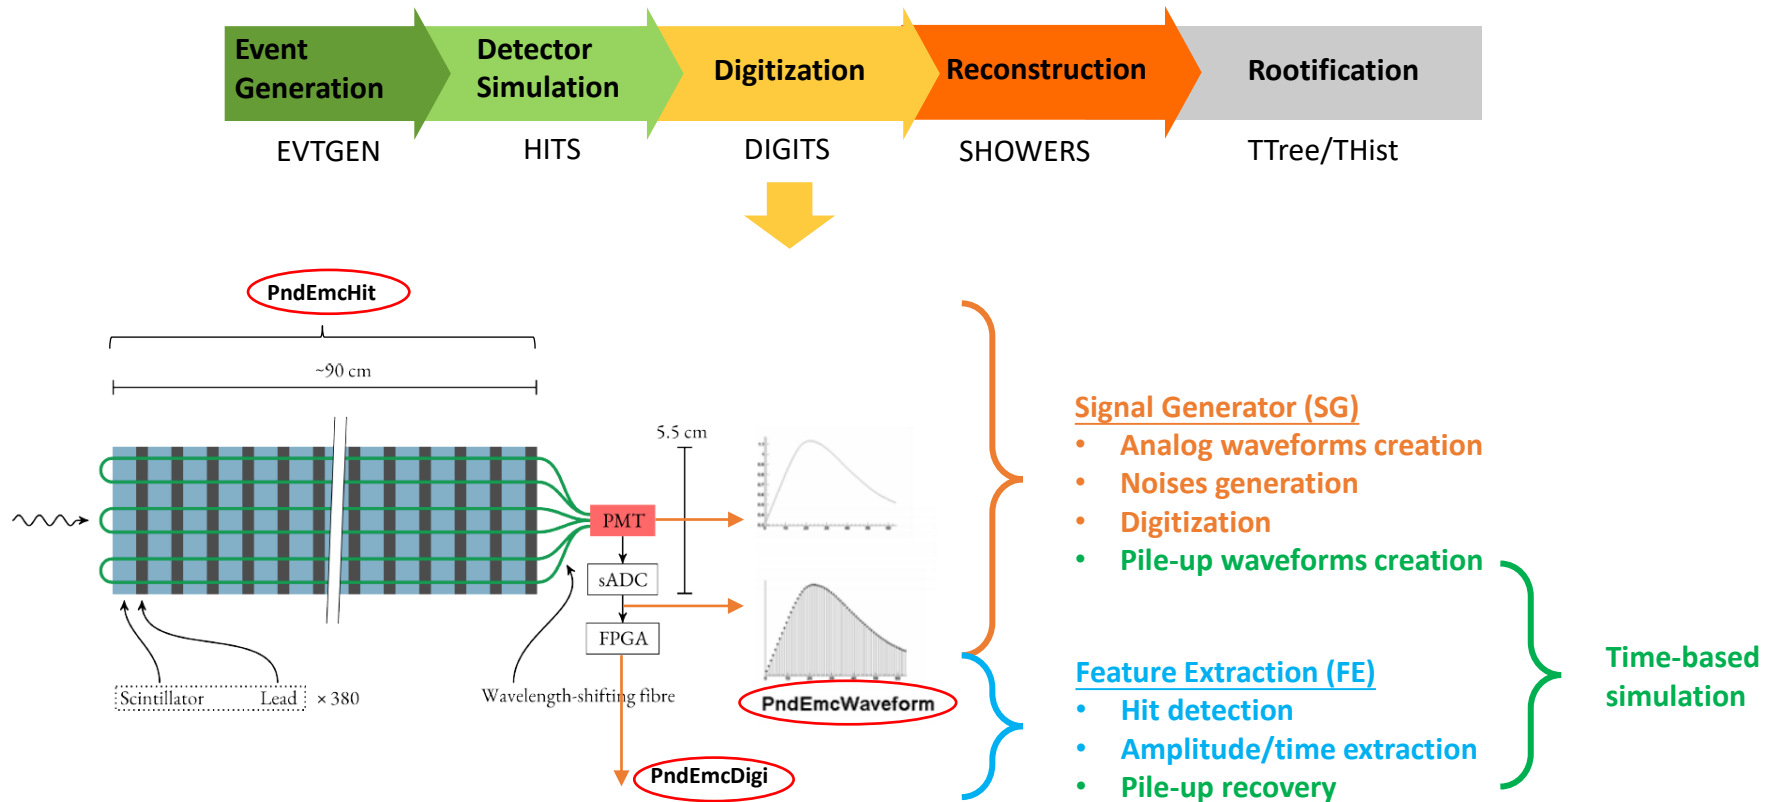 Event
Generation
Detector
Simulation
Digitization
Reconstruction
Rootification
EVTGEN
HITS
DIGITS
SHOWERS
TTree/THist
PndEmcHit
~90 cm
5.5 cm
PMT
sADC
FPGA
Scintillator Lead × 380
Wavelength-shifting fibre
PndEmcWaveform
PndEmcDigi
Signal Generator (SG)
• Analog waveforms creation
• Noises generation
• Digitization
• Pile-up waveforms creation
Feature Extraction (FE)
• Hit detection
• Amplitude/time extraction
• Pile-up recovery
Time-based
simulation